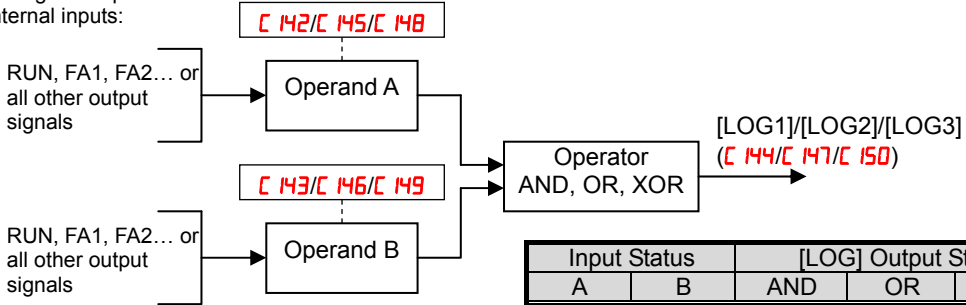 nternal inputs:
C 142/C 145/C 148
RUN, FA1, FA2… or
all other output
signals
Operand A
[LOG1]/[LOG2]/[LOG3]
(C 144/C 147/C 150)
Operator
AND, OR, XOR
C 143/C 146/C 149
RUN, FA1, FA2… or
all other output
signals
Operand B
Input Status [LOG] Output St
A B AND OR